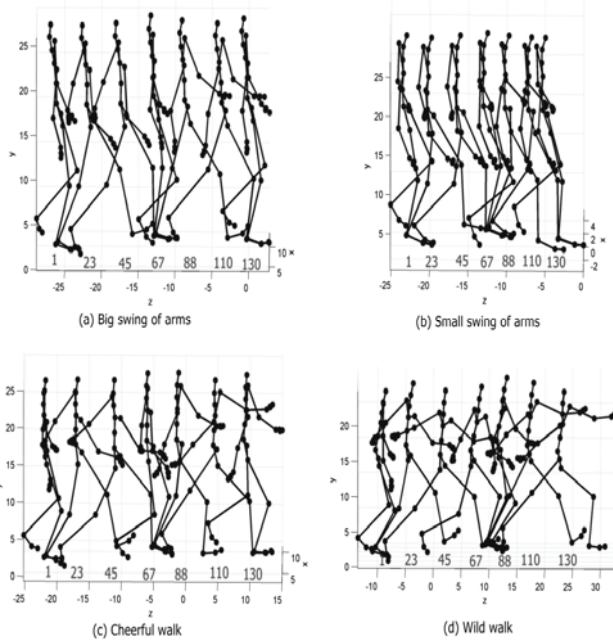 25
20
y 15
10
5
0
1 23 45 67 88 110 130
10 x
5
-25 -20 -15 -10 -5 0
z
(a) Big swing of arms
30
25
20
y
15
10
5
4
2
0 x
-2
1 23 45 67 88 110 130
-25 -20 -15 -10 -5 0
z
(b) Small swing of arms
25
20
15
y
10
5
0
1 23 45 67 88 110 130
10 x
5
-25 -20 -15 -10 -5 0 5 10 15
z
(c) Cheerful walk
20
15
y
10
5
0
1 23 45 67 88 110 130
-10 -5 0 5 10 15 20 25 30
z
(d) Wild walk